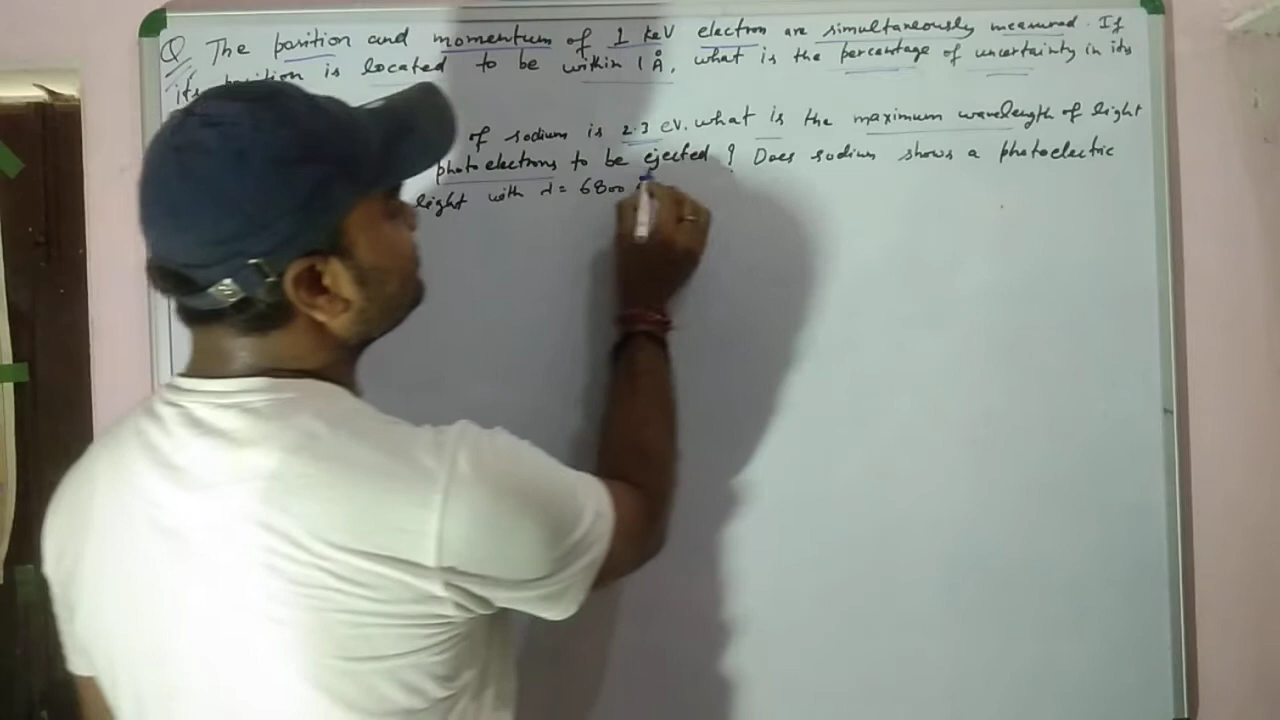 Q The position and momentum of 1 keV electron are simultaneously measured. If
its position is located to be within 1 Å, what is the percentage of uncertainty in its
of sodium is 2.3 eV. what is the maximum wavelength of light
photoelectrons to be ejected ? Does sodium shows a photoelectric
light with λ = 6800